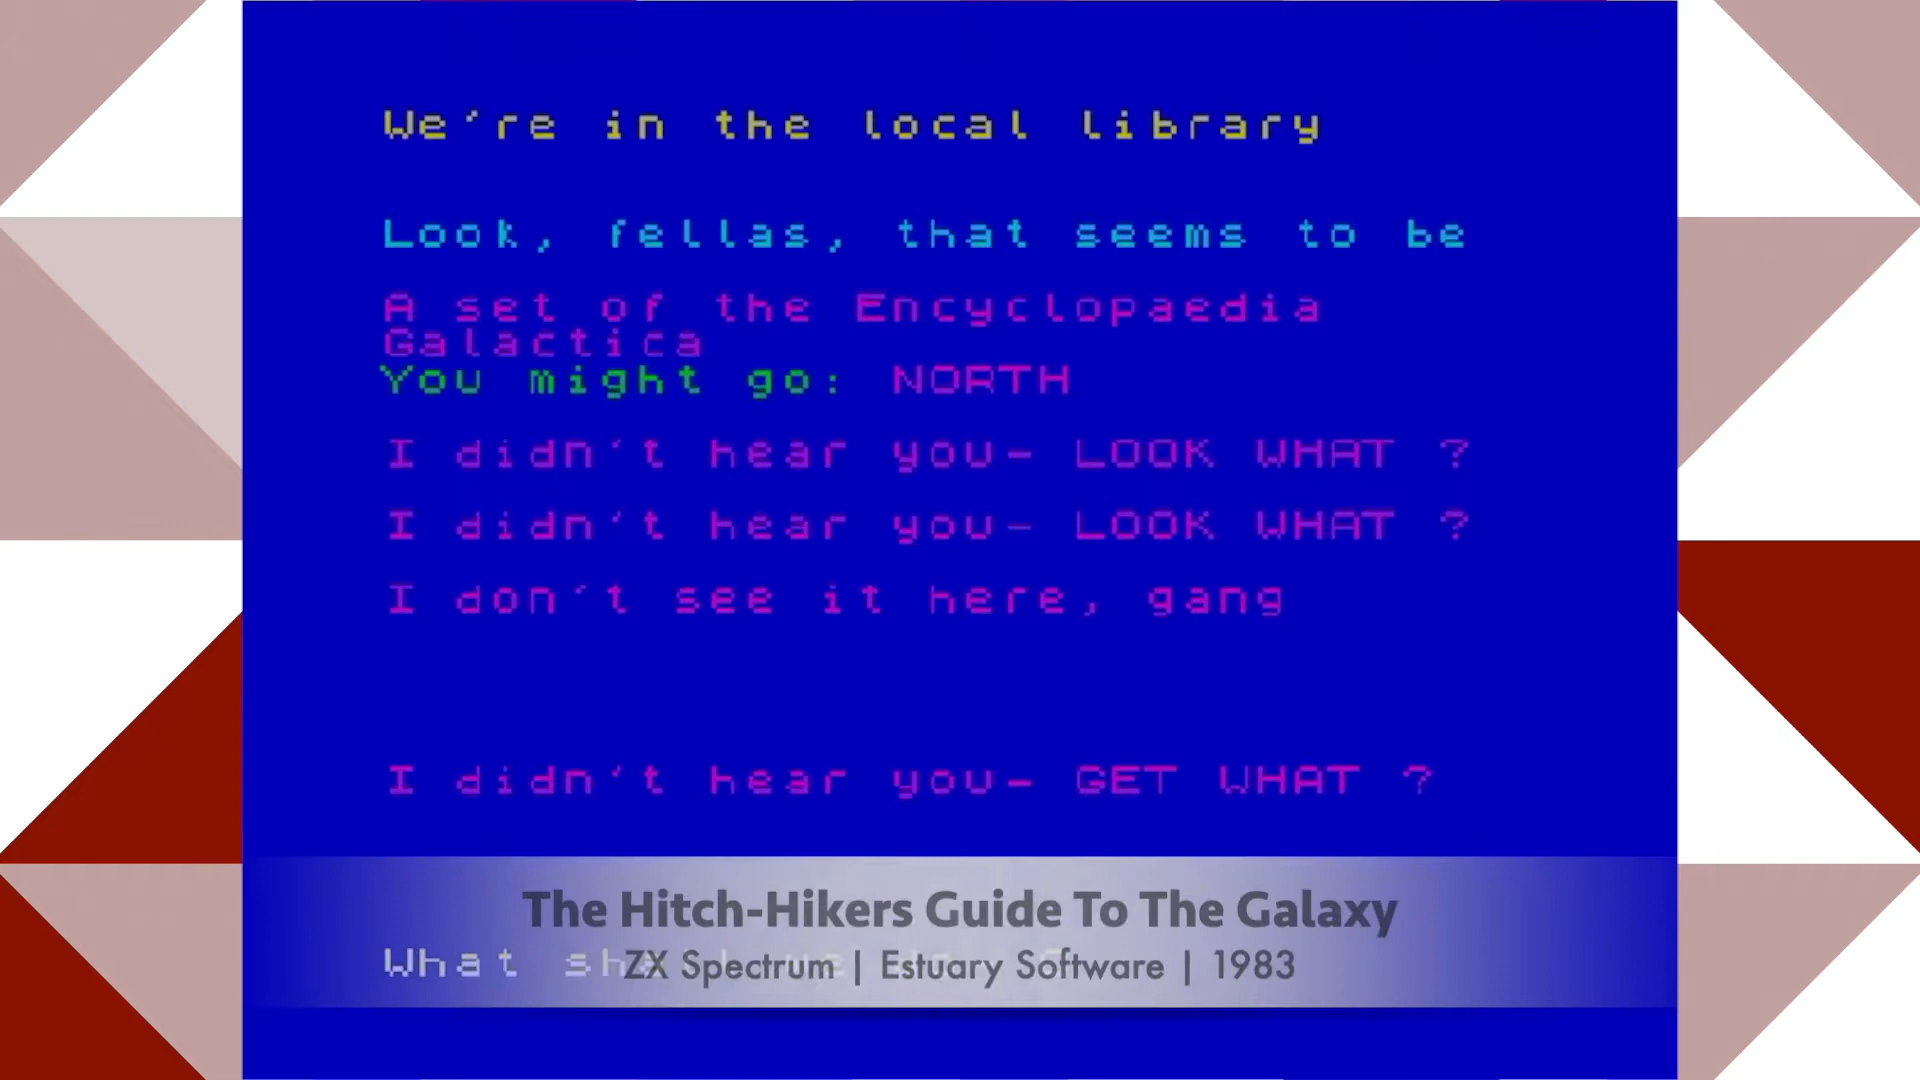 We're in the local library
Look, fellas, that seems to be
A set of the Encyclopaedia
Galactica
You might go: NORTH
I didn't hear you- LOOK WHAT ?
I didn't hear you- LOOK WHAT ?
I don't see it here, gang
I didn't hear you- GET WHAT ?
The Hitch-Hikers Guide To The Galaxy
What
ZX Spectrum | Estuary Software | 1983